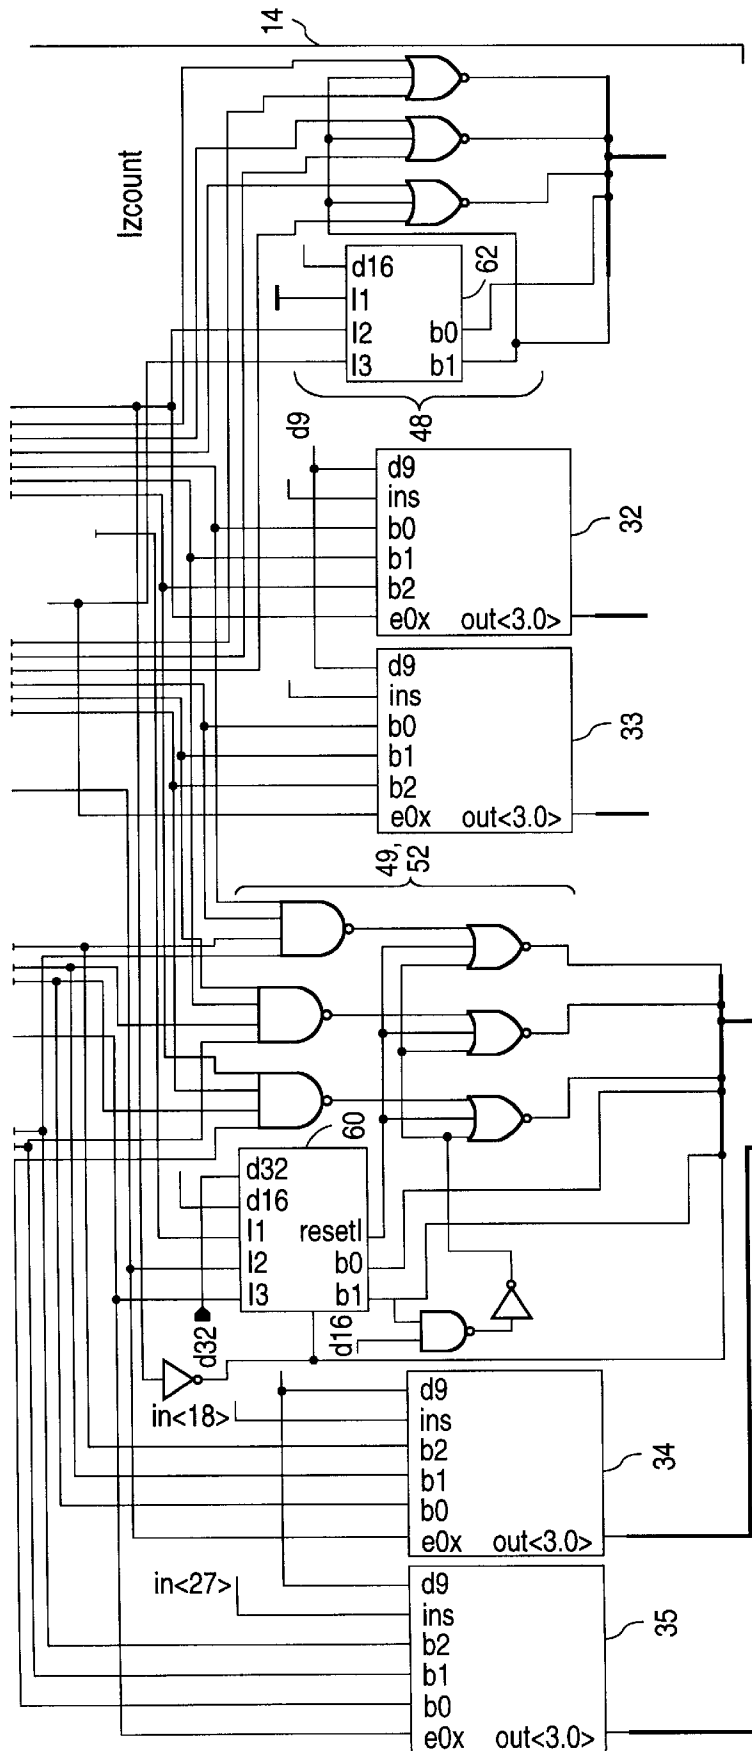 14
lzcount
d16
l1
l2
l3
b0
b1
62
48
d9
d9
ins
b0
b1
b2
e0x
out<3.0>
32
d9
ins
b0
b1
b2
e0x
out<3.0>
33
49,
52
60
d32
d16
l1
l2
l3
resetl
b0
b1
d32
d16
in<18>
d9
ins
b2
b1
b0
e0x
out<3.0>
34
in<27>
d9
ins
b2
b1
b0
e0x
out<3.0>
35